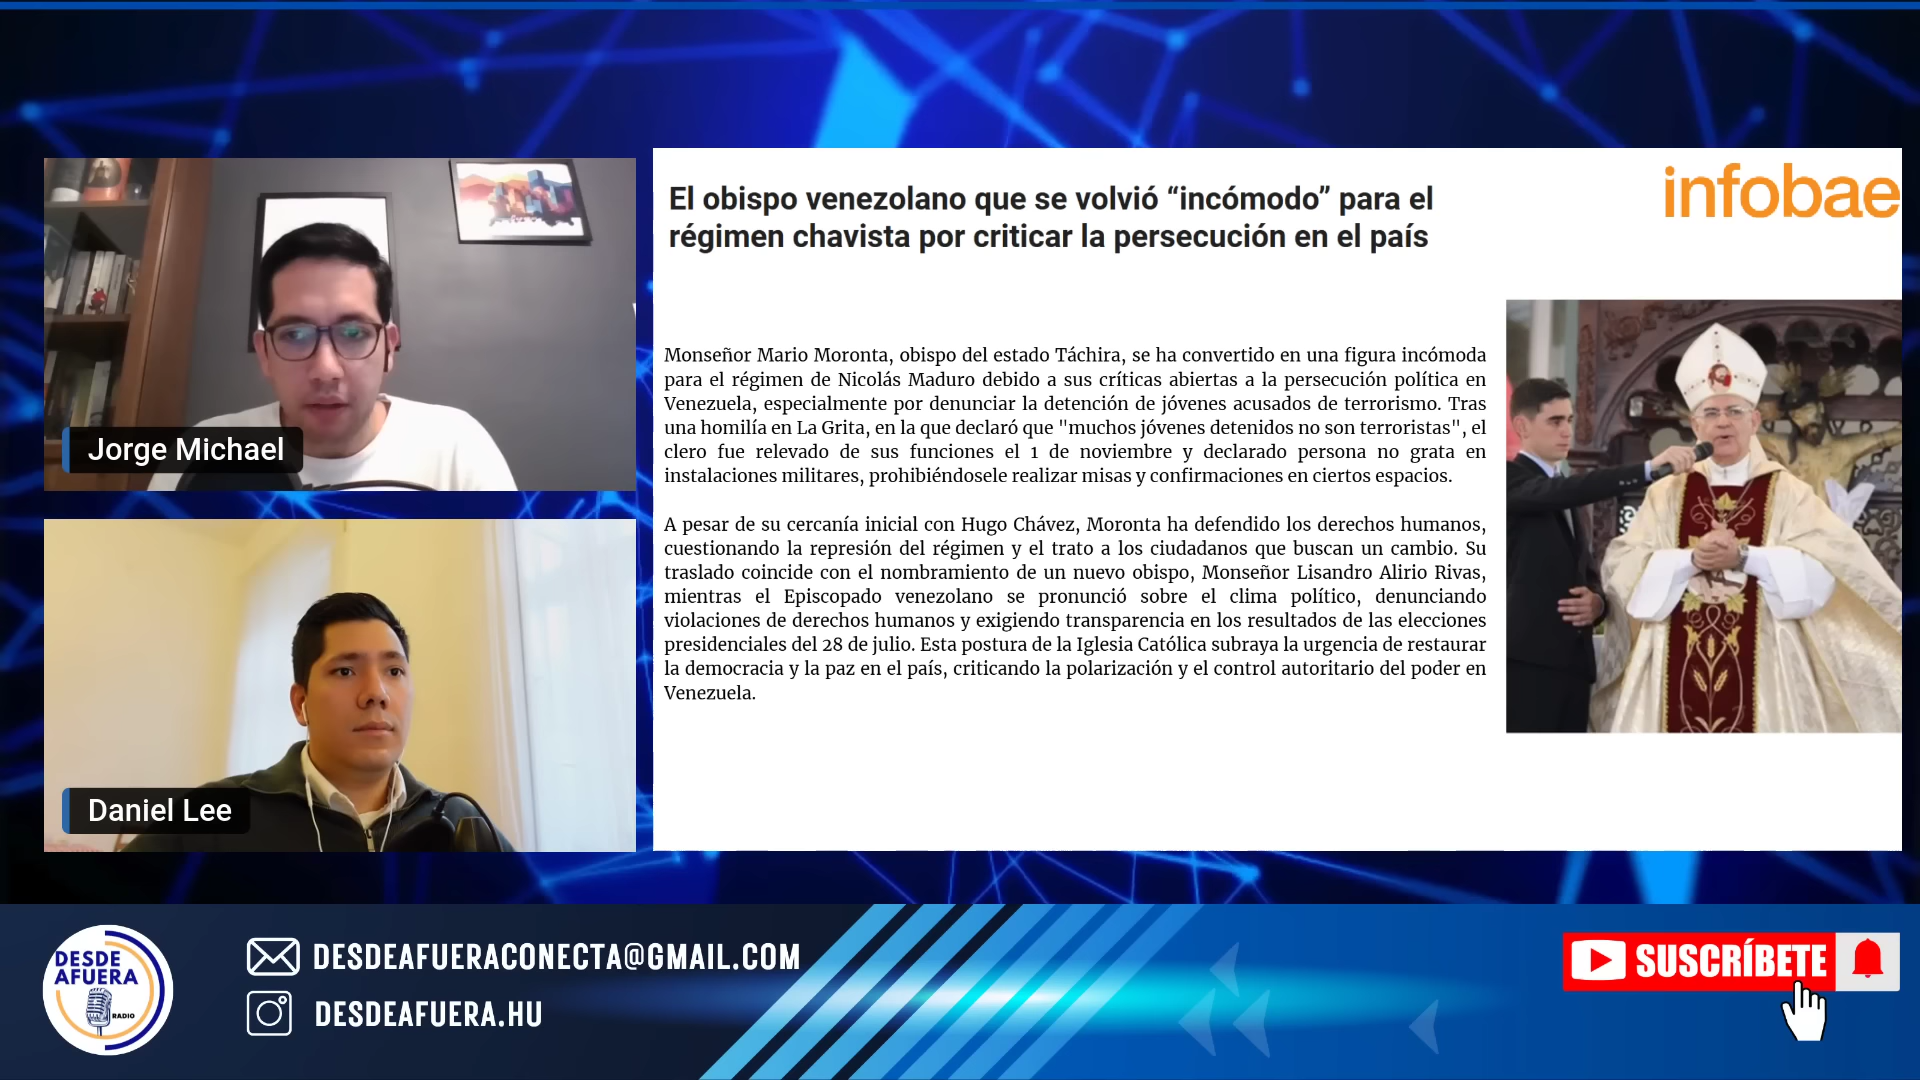 El obispo venezolano que se volvió “incómodo” para el
régimen chavista por criticar la persecución en el país
infobae
Monseñor Mario Moronta, obispo del estado Táchira, se ha convertido en una figura incómoda
para el régimen de Nicolás Maduro debido a sus críticas abiertas a la persecución política en
Venezuela, especialmente por denunciar la detención de jóvenes acusados de terrorismo. Tras
una homilía en La Grita, en la que declaró que "muchos jóvenes detenidos no son terroristas", el
clero fue relevado de sus funciones el 1 de noviembre y declarado persona no grata en
instalaciones militares, prohibiéndosele realizar misas y confirmaciones en ciertos espacios.
A pesar de su cercanía inicial con Hugo Chávez, Moronta ha defendido los derechos humanos,
cuestionando la represión del régimen y el trato a los ciudadanos que buscan un cambio. Su
traslado coincide con el nombramiento de un nuevo obispo, Monseñor Lisandro Alirio Rivas,
mientras el Episcopado venezolano se pronunció sobre el clima político, denunciando
violaciones de derechos humanos y exigiendo transparencia en los resultados de las elecciones
presidenciales del 28 de julio. Esta postura de la Iglesia Católica subraya la urgencia de restaurar
la democracia y la paz en el país, criticando la polarización y el control autoritario del poder en
Venezuela.
Jorge Michael
Daniel Lee
DESDE
AFUERA
RADIO
DESDEAFUERACONECTA@GMAIL.COM
DESDEAFUERA.HU
SUSCRÍBETE